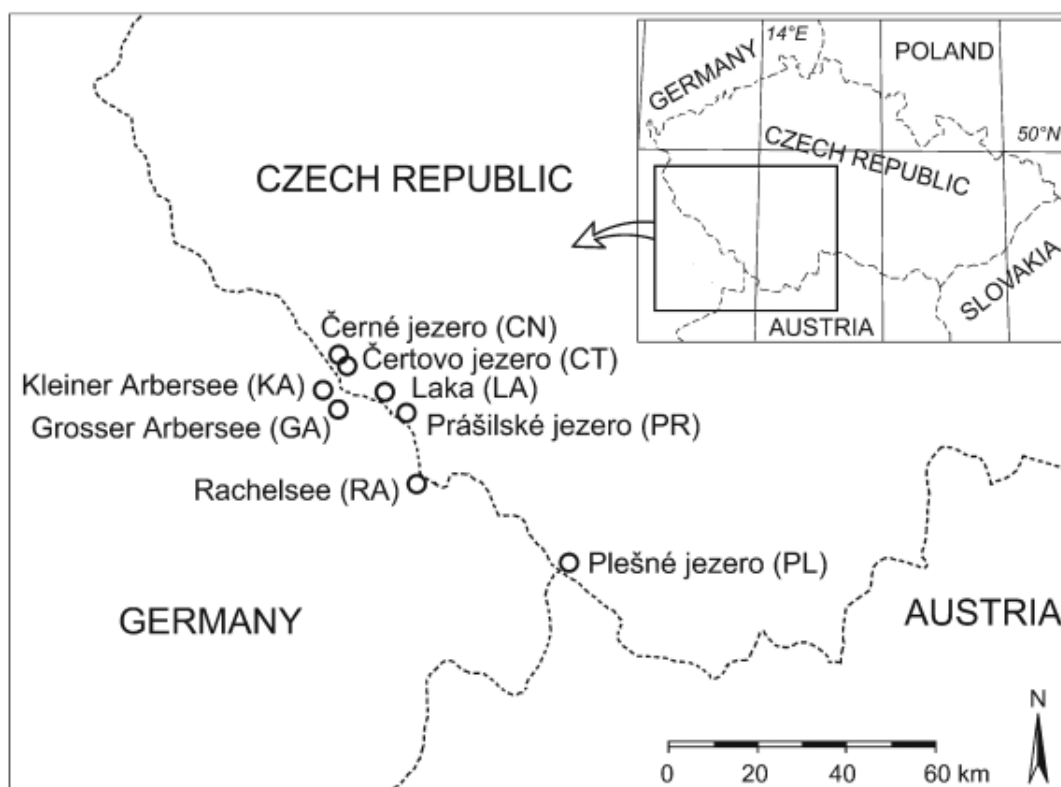 14°E
POLAND
GERMANY
50°N
CZECH REPUBLIC
CZECH REPUBLIC
SLOVAKIA
AUSTRIA
Černé jezero (CN)
Čertovo jezero (CT)
Kleiner Arbersee (KA)
Laka (LA)
Grosser Arbersee (GA)
Prášilské jezero (PR)
Rachelsee (RA)
Plešné jezero (PL)
GERMANY
AUSTRIA
N
0 20 40 60 km